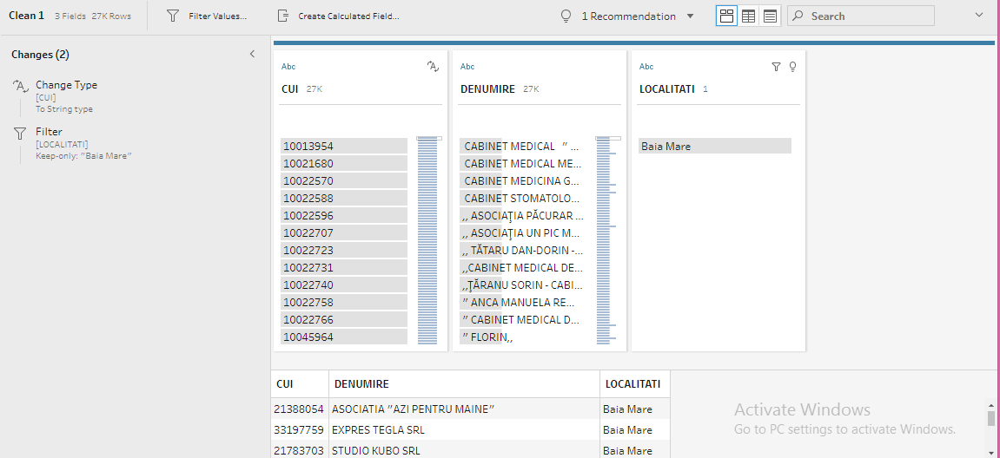 Clean 1 3 Fields 27K Rows Filter Values... Create Calculated Field... 1 Recommendation Search
Changes (2)
Change Type
[CUI]
To String type
Filter
[LOCALITATI]
Keep-only: "Baia Mare"
Abc
CUI 27K
10013954
10021680
10022570
10022588
10022596
10022707
10022723
10022731
10022740
10022758
10022766
10045964
Abc
DENUMIRE 27K
CABINET MEDICAL " ...
CABINET MEDICAL ME...
CABINET MEDICINA G...
CABINET STOMATOLO...
,, ASOCIAŢIA PĂCURAR ...
,, ASOCIAŢIA UN PIC M...
,, TĂTARU DAN-DORIN -...
,,CABINET MEDICAL DE...
,,ŢĂRANU SORIN - CABI...
" ANCA MANUELA RE...
" CABINET MEDICAL D...
" FLORIN,,
Abc
LOCALITATI 1
Baia Mare
CUI DENUMIRE LOCALITATI
21388054 ASOCIATIA "AZI PENTRU MAINE" Baia Mare
33197759 EXPRES TEGLA SRL Baia Mare
21783703 STUDIO KUBO SRL Baia Mare
Activate Windows
Go to PC settings to activate Windows.